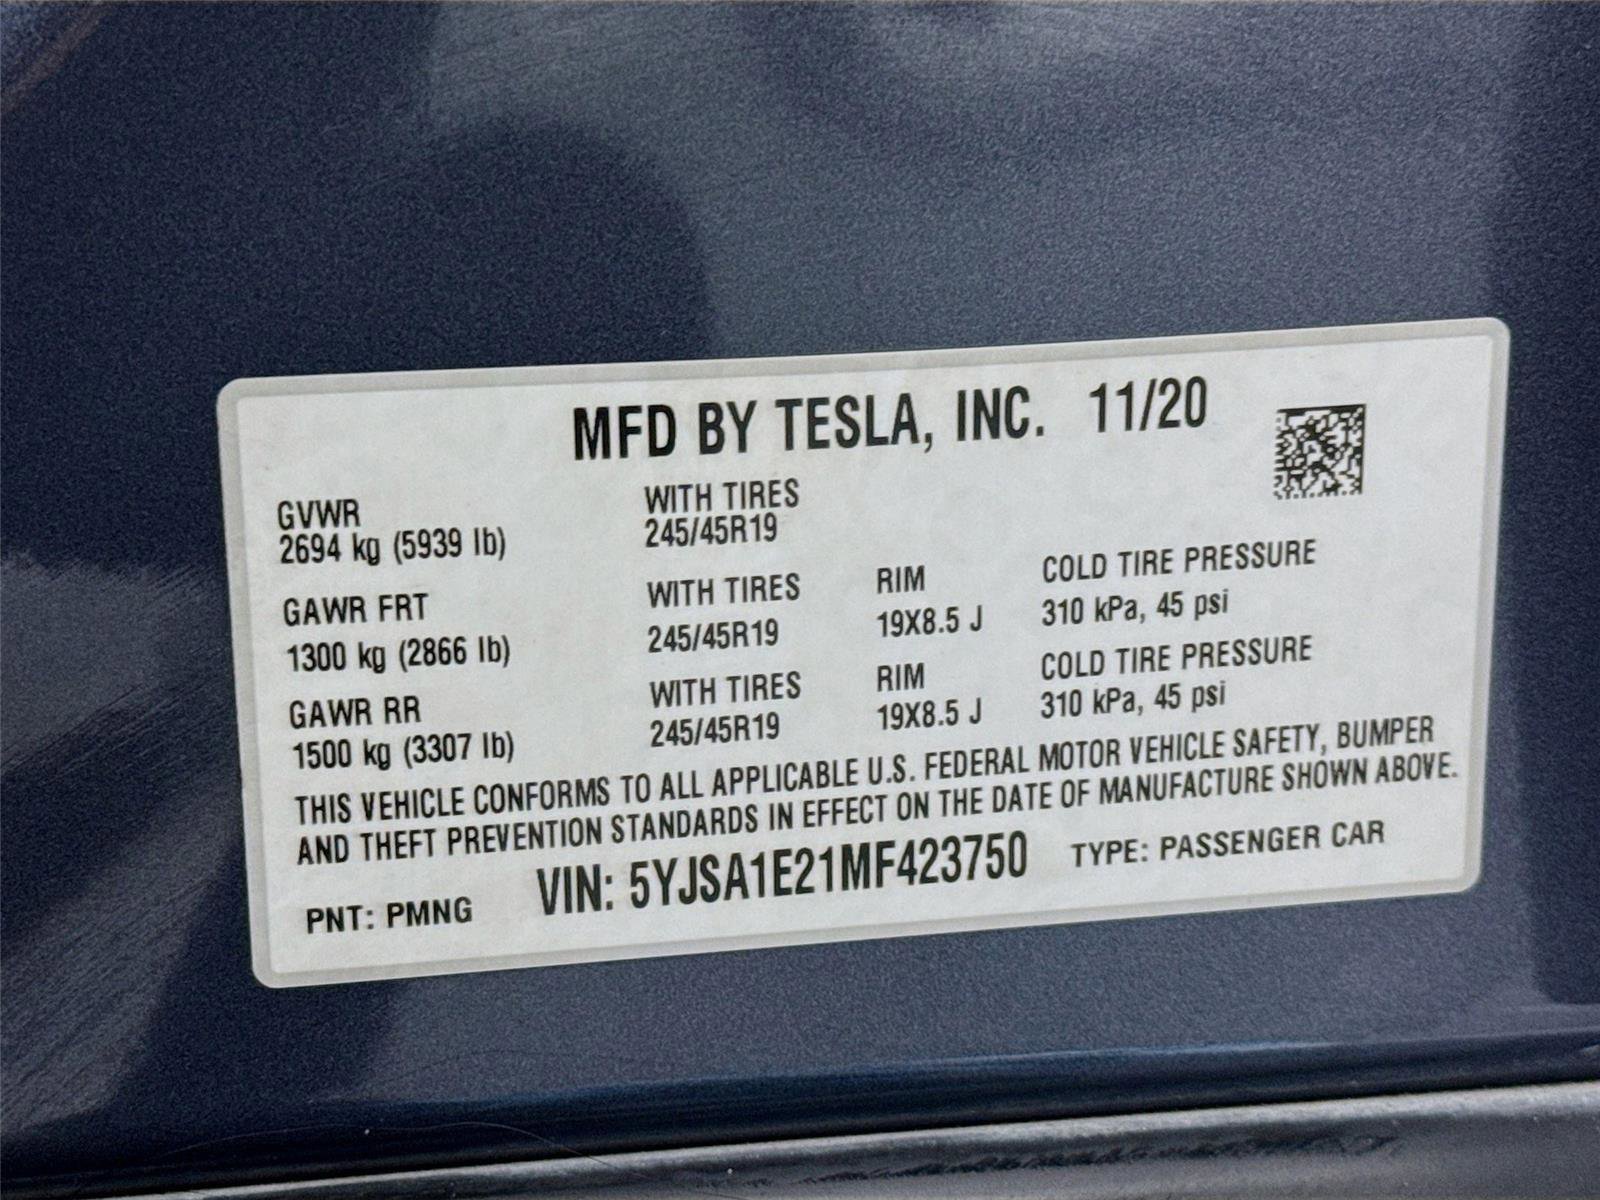 MFD BY TESLA, INC. 11/20
GVWR WITH TIRES
2694 kg (5939 lb) 245/45R19
GAWR FRT WITH TIRES RIM COLD TIRE PRESSURE
1300 kg (2866 lb) 245/45R19 19X8.5 J 310 kPa, 45 psi
GAWR RR WITH TIRES RIM COLD TIRE PRESSURE
1500 kg (3307 lb) 245/45R19 19X8.5 J 310 kPa, 45 psi
THIS VEHICLE CONFORMS TO ALL APPLICABLE U.S. FEDERAL MOTOR VEHICLE SAFETY, BUMPER
AND THEFT PREVENTION STANDARDS IN EFFECT ON THE DATE OF MANUFACTURE SHOWN ABOVE.
PNT: PMNG VIN: 5YJSA1E21MF423750 TYPE: PASSENGER CAR